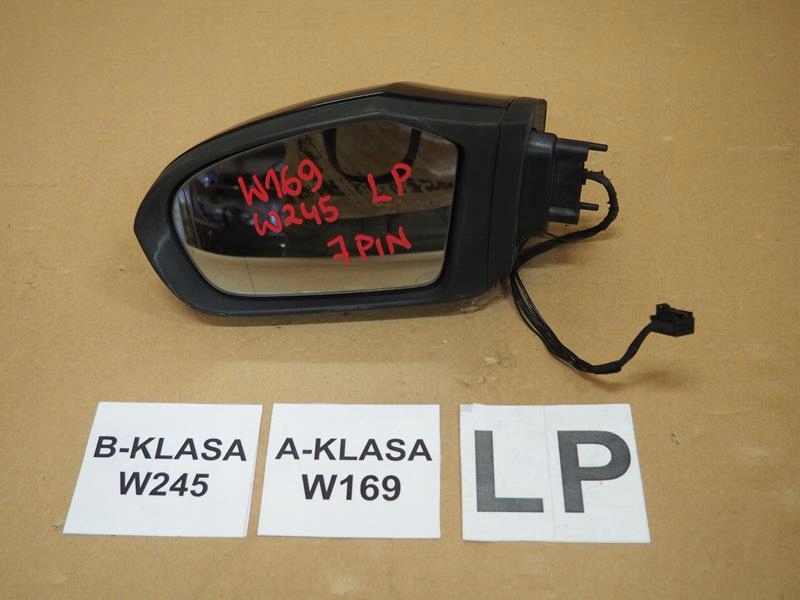 W169 LP
W245
7PIN
B-KLASA
W245
A-KLASA
W169
LP